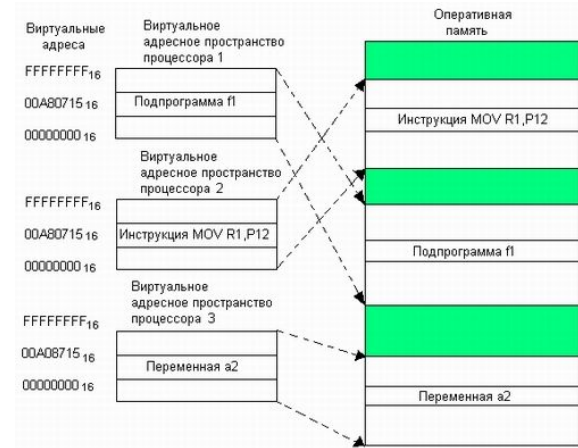 Виртуальные
адреса
Виртуальное
адресное пространство
процессора 1
FFFFFFFF16
00A8071516
Подпрограмма f1
0000000016
Виртуальное
адресное пространство
процессора 2
FFFFFFFF16
00A8071516
Инструкция MOV R1,P12
0000000016
Виртуальное
адресное пространство
процессора 3
FFFFFFFF16
00A0871516
Переменная a2
0000000016
Оперативная
память
Инструкция MOV R1,P12
Подпрограмма f1
Переменная a2